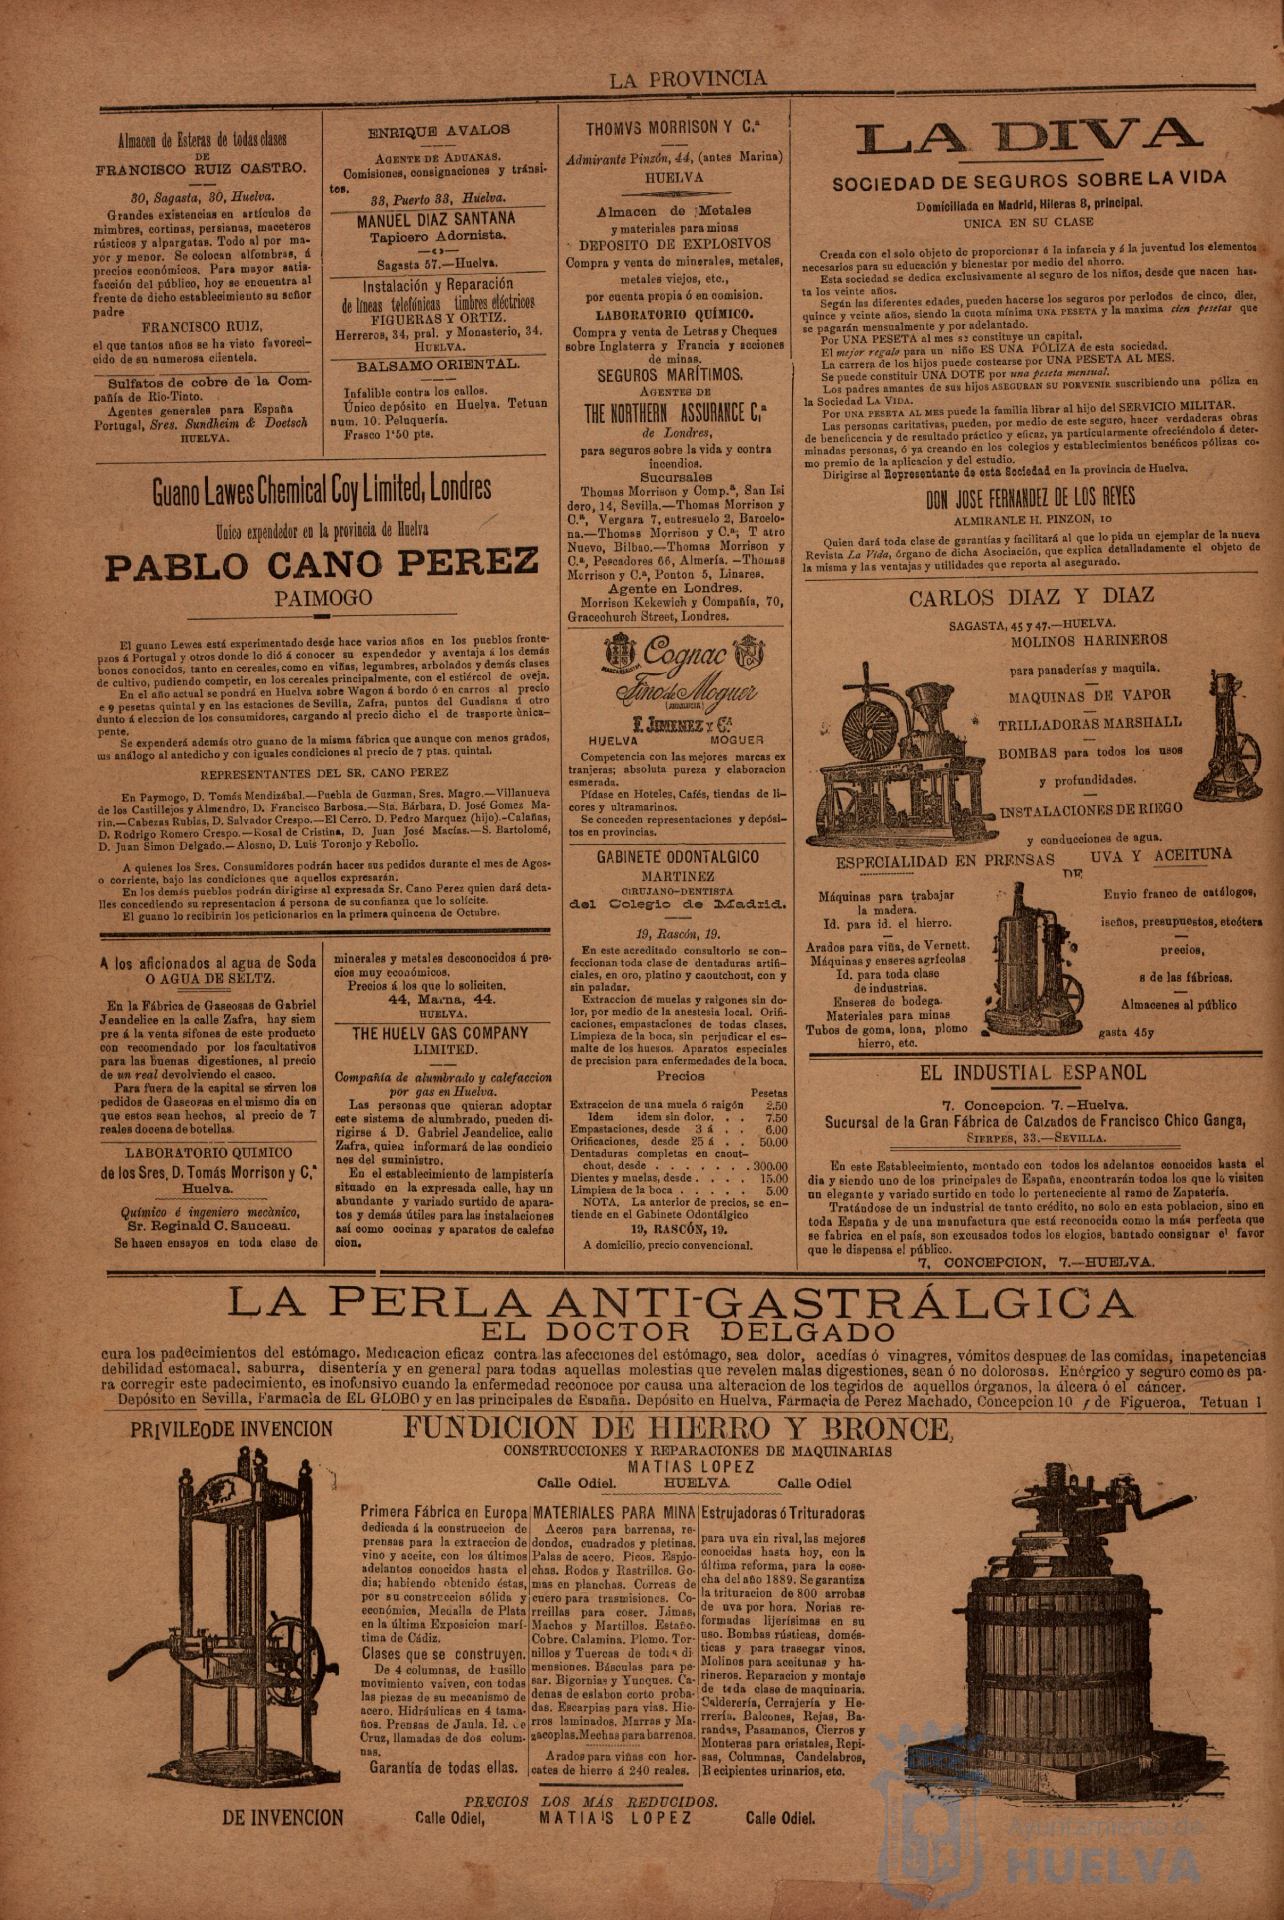 LA PROVINCIA
Almacen de Esteras de todas clases
DE
FRANCISCO RUIZ CASTRO.
30, Sagasta, 30, Huelva.
Grandes existencias en artículos de
mimbres, cortinas, persianas, maceteros
rústicos y alpargatas. Todo al por ma-
yor y menor. Se colocan alfombras, á
precios económicos. Para mayor satis-
facción del público, hoy se encuentra al
frente de dicho establecimiento su señor
padre
FRANCISCO RUIZ,
el que tantos años se ha visto favoreci-
cido de su numerosa clientela.
Sulfatos de cobre de la Com-
pañía de Rio-Tinto.
Agentes generales para España
Portugal, Sres. Sundheim & Doetsch
HUELVA.
ENRIQUE AVALOS
AGENTE DE ADUANAS.
Comisiones, consignaciones y tránsi-
tos.
33, Puerto 33, Huelva.
MANUEL DIAZ SANTANA
Tapicero Adornista.
Sagasta 57.—Huelva.
Instalación y Reparación
de líneas telefónicas timbres eléctricos
FIGUERAS Y ORTIZ.
Herreros, 34, pral. y Monasterio, 34.
HUELVA.
BALSAMO ORIENTAL.
Infalible contra los callos.
Único depósito en Huelva. Tetuan
num. 10. Peluquería.
Frasco 1'50 pts.
Guano Lawes Chemical Coy Limited, Londres
Unico expendedor en la provincia de Huelva
PABLO CANO PEREZ
PAIMOGO
El guano Lewes está experimentado desde hace varios años en los pueblos fronte-
pzos á Portugal y otros donde lo dió á conocer su expendedor y aventaja á los demás
bonos conocidos, tanto en cereales, como en viñas, legumbres, arbolados y demás clases
de cultivo, pudiendo competir, en los cereales principalmente, con el estiércol de oveja.
En el año actual se pondrá en Huelva sobre Wagon á bordo ó en carros al precio
e 9 pesetas quintal y en las estaciones de Sevilla, Zafra, puntos del Guadiana ú otro
dunto á eleccion de los consumidores, cargando al precio dicho el de trasporte única-
pente.
Se expenderá además otro guano de la misma fábrica que aunque con menos grados,
ws análogo al antedicho y con iguales condiciones al precio de 7 ptas. quintal.
REPRESENTANTES DEL SR. CANO PEREZ
En Paymogo, D. Tomás Mendizábal.—Puebla de Guzman, Sres. Magro.—Villanueva
de los Castillejos y Almendro, D. Francisco Barbosa.—Sta. Bárbara, D. José Gomez Ma-
rin.—Cabezas Rubias, D. Salvador Crespo.—El Cerro. D. Pedro Marquez (hijo).-Calañas,
D. Rodrigo Romero Crespo.—Rosal de Cristina, D. Juan José Macías.—S. Bartolomé,
D. Juan Simon Delgado.—Alosno, D. Luis Toronjo y Rebollo.
A quienes los Sres. Consumidores podrán hacer sus pedidos durante el mes de Agos-
o corriente, bajo las condiciones que aquellos expresarán.
En los demás pueblos podrán dirigirse al expresada Sr. Cano Perez quien dará deta-
lles concediendo su representacion á persona de su confianza que lo solicite.
El guano lo recibirán los peticionarios en la primera quincena de Octubre.
A los aficionados al agua de Soda
O AGUA DE SELTZ.
En la Fábrica de Gaseosas de Gabriel
Jeandelice en la calle Zafra, hay siem
pre á la venta sifones de este producto
con recomendado por los facultativos
para las buenas digestiones, al precio
de un real devolviendo el casco.
Para fuera de la capital se sirven los
pedidos de Gaseosas en el mismo dia en
que estos sean hechos, al precio de 7
reales docena de botellas.
LABORATORIO QUIMICO
de los Sres, D. Tomás Morrison y C.ª
Huelva.
Químico é ingeniero mecànico,
Sr. Reginald C. Sauceau.
Se hacen ensayos en toda clase de
minerales y metales desconocidos á pre-
cios muy económicos.
Precios á los que lo soliciten.
44, Marna, 44.
HUELVA.
THE HUELV GAS COMPANY
LIMITED.
Compañía de alumbrado y calefaccion
por gas en Huelva.
Las personas que quieran adoptar
este sistema de alumbrado, pueden di-
rigirse á D. Gabriel Jeandelice, calle
Zafra, quien informará de las condicio
nes del suministro.
En el establecimiento de lampistería
situado en la expresada calle, hay un
abundante y variado surtido de apara-
tos y demás útiles para las instalaciones
así como cocinas y aparatos de calefac
cion.
THOMVS MORRISON Y C.ª
Admirante Pinzón, 44, (antes Marina)
HUELVA
Almacen de Metales
y materiales para minas
DEPOSITO DE EXPLOSIVOS
Compra y venta de minerales, metales,
metales viejos, etc.,
por cuenta propia ó en comision.
LABORATORIO QUÍMICO.
Compra y venta de Letras y Cheques
sobre Inglaterra y Francia y acciones
de minas.
SEGUROS MARÍTIMOS.
AGENTES DE
THE NORTHERN ASSURANCE C.ª
de Londres,
para seguros sobre la vida y contra
incendios.
Sucursales
Thomas Morrison y Comp.ª, San Isi
doro, 14, Sevilla.—Thomas Morrison y
C.ª, Vergara 7, entresuelo 2, Barcelo-
na.—Thomas Morrison y C.ª; T atro
Nuevo, Bilbao.—Thomas Morrison y
C.ª, Pescadores 66, Almería. —Thomas
Morrison y C.ª, Ponton 5, Linares.
Agente en Londres.
Morrison Kekewich y Compañía, 70,
Gracechurch Street, Londres.
Cognac
Fino de Moguer
(ANDALUCIA)
F. JIMENEZ Y C.ª
HUELVA MOGUER
Competencia con las mejores marcas ex
tranjeras; absoluta pureza y elaboracion
esmerada.
Pídase en Hoteles, Cafés, tiendas de li-
cores y ultramarinos.
Se conceden representaciones y depósi-
tos en provincias.
GABINETE ODONTALGICO
MARTINEZ
CIRUJANO-DENTISTA
del Colegio de Madrid.
19, Rascón, 19.
En este acreditado consultorio se con-
feccionan toda clase de dentaduras artifi-
ciales, en oro, platino y caoutchout, con y
sin paladar.
Extraccion de muelas y raigones sin do-
lor, por medio de la anestesia local. Orifi-
caciones, empastaciones de todas clases.
Limpieza de la boca, sin perjudicar el es-
malte de los huesos. Aparatos especiales
de precision para enfermedades de la boca.
Precios
Pesetas
Extraccion de una muela ó raigón 2.50
Idem idem sin dolor. . . 7.50
Empastaciones, desde 3 á . . 6.00
Orificaciones, desde 25 á . . 50.00
Dentaduras completas en caout-
chout, desde . . . . . . . 300.00
Dientes y muelas, desde . . . . 15.00
Limpieza de la boca . . . . . 5.00
NOTA, La anterior de precios, se en-
tiende en el Gabinete Odontálgico
19, RASCÓN, 19.
A domicilio, precio convencional.
LA DIVA
SOCIEDAD DE SEGUROS SOBRE LA VIDA
Domiciliada en Madrid, Hileras 8, principal.
UNICA EN SU CLASE
Creada con el solo objeto de proporcionar á la infancia y á la juventud los elementos
necesarios para su educación y bienestar por medio del ahorro.
Esta sociedad se dedica exclusivamente al seguro de los niños, desde que nacen has-
ta los veinte años.
Según las diferentes edades, pueden hacerse los seguros por periodos de cinco, diez,
quince y veinte años, siendo la cuota mínima UNA PESETA y la maxima cien pesetas que
se pagarán mensualmente y por adelantado.
Por UNA PESETA al mes se constituye un capital.
El mejor regalo para un niño ES UNA PÓLIZA de esta sociedad.
La carrera de los hijos puede costearse por UNA PESETA AL MES.
Se puede constituir UNA DOTE por una peseta mensual.
Los padres amantes de sus hijos ASEGURAN SU PORVENIR suscribiendo una póliza en
la Sociedad LA VIDA.
Por UNA PESETA AL MES puede la familia librar al hijo del SERVICIO MILITAR.
Las personas caritativas, pueden, por medio de este seguro, hacer verdaderas obras
de beneficencia y de resultado práctico y eficaz, ya particularmente ofreciéndolo á deter-
minadas personas, ó ya creando en los colegios y establecimientos benéficos pólizas co-
mo premio de la aplicacion y del estudio.
Dirigirse al Representante de esta Sociedad en la provincia de Huelva.
DON JOSE FERNANDEZ DE LOS REYES
ALMIRANLE H. PINZON, 10
Quien dará toda clase de garantías y facilitará al que lo pida un ejemplar de la nueva
Revista La Vida, órgano de dicha Asociación, que explica detalladamente el objeto de
la misma y las ventajas y utilidades que reporta al asegurado.
CARLOS DIAZ Y DIAZ
SAGASTA, 45 y 47.—HUELVA.
MOLINOS HARINEROS
para panaderías y maquila.
MAQUINAS DE VAPOR
TRILLADORAS MARSHALL
BOMBAS para todos los usos
y profundidades.
INSTALACIONES DE RIEGO
y conducciones de agua.
ESPECIALIDAD EN PRENSAS DE UVA Y ACEITUNA
Máquinas para trabajar
la madera.
Id. para id. el hierro.
Arados para viña, de Vernett.
Máquinas y enseres agrícolas
Id. para toda clase
de industrias.
Enseres de bodega.
Materiales para minas
Tubos de goma, lona, plomo
hierro, etc.
Envio franco de catálogos,
iseños, presupuestos, etcétera
precios,
s de las fábricas.
Almacenes al público
gasta 45y
EL INDUSTIAL ESPAÑOL
7. Concepcion. 7.—Huelva.
Sucursal de la Gran Fábrica de Calzados de Francisco Chico Ganga,
SIERPES, 33.—SEVILLA.
En este Establecimiento, montado con todos los adelantos conocidos hasta el
dia y siendo uno de los principales de España, encontrarán todos los que lo visiten
un elegante y variado surtido en todo lo perteneciente al ramo de Zapatería.
Tratándose de un industrial de tanto crédito, no solo en esta poblacion, sino en
toda España y de una manufactura que está reconocida como la más perfecta que
se fabrica en el país, son excusados todos los elogios, bantado consignar el favor
que le dispensa el público.
7, CONCEPCION, 7.—HUELVA.
LA PERLA ANTI-GASTRÁLGICA
EL DOCTOR DELGADO
cura los padecimientos del estómago. Medicacion eficaz contra las afecciones del estómago, sea dolor, acedías ó vinagres, vómitos despues de las comidas, inapetencias
debilidad estomacal. saburra, disentería y en general para todas aquellas molestias que revelen malas digestiones, sean ó no dolorosas. Enérgico y seguro como es pa-
ra corregir este padecimiento, es inofensivo cuando la enfermedad reconoce por causa una alteracion de los tegidos de aquellos órganos, la úlcera ó el cáncer.
Depósito en Sevilla, Farmacia de EL GLOBO y en las principales de España. Depósito en Huelva, Farmacia de Perez Machado, Concepcion 10 y de Figueroa, Tetuan 1
PRIVILEODE INVENCION
DE INVENCION
FUNDICION DE HIERRO Y BRONCE,
CONSTRUCCIONES Y REPARACIONES DE MAQUINARIAS
MATIAS LOPEZ
Calle Odiel. HUELVA Calle Odiel
Primera Fábrica en Europa
dedicada á la construccion de
prensas para la extraccion de
vino y aceite, con los últimos
adelantos conocidos hasta el
dia; habiendo obtenido éstas,
por su construcción sólida y
económica, Medalla de Plata
en la última Exposicion marí-
tima de Cádiz.
Clases que se construyen.
De 4 columnas, de husillo
movimiento vaiven, con todas
las piezas de su mecanismo de
acero. Hidráulicas en 4 tama-
ños. Prensas de Jaula. Id. de
Cruz, llamadas de dos colum-
nas.
Garantía de todas ellas.
MATERIALES PARA MINA
Aceros para barrenas, re-
dondos, cuadrados y pletinas.
Palas de acero. Picos. Espio-
chas. Rodos y Rastrillos. Go-
mas en planchas. Correas de
cuero para trasmisiones. Co-
rreillas para coser. Limas,
Machos y Martillos. Estaño.
Cobre. Calamina. Plomo. Tor-
nillos y Tuercas de todas di
mensiones. Básculas para pe-
sar. Bigornias y Yunques. Ca-
denas de eslabon corto proba-
das. Escarpias para vías. Hie-
rros laminados. Marras y Ma-
zacoplas. Mechas para barrenos.
Arados para viñas con hor-
cates de hierro á 240 reales.
Estrujadoras ó Trituradoras
para uva sin rival, las mejores
conocidas hasta hoy, con la
última reforma, para la cose-
cha del año 1889. Se garantiza
la trituracion de 800 arrobas
de uva por hora. Norias re-
formadas lijerísimas en su
uso. Bombas rústicas, domés-
ticas y para trasegar vinos.
Molinos para aceitunas y ha-
rineros. Reparacion y montaje
de toda clase de maquinaria.
Calderería, Cerrajería y He-
rrería. Balcones, Rejas, Ba-
randas, Pasamanos, Cierros y
Monteras para cristales, Repi-
sas, Columnas, Candelabros,
Recipientes urinarios, etc.
PRECIOS LOS MÁS REDUCIDOS.
Calle Odiel, MATIAS LOPEZ Calle Odiel.
Ayuntamiento de
HUELVA